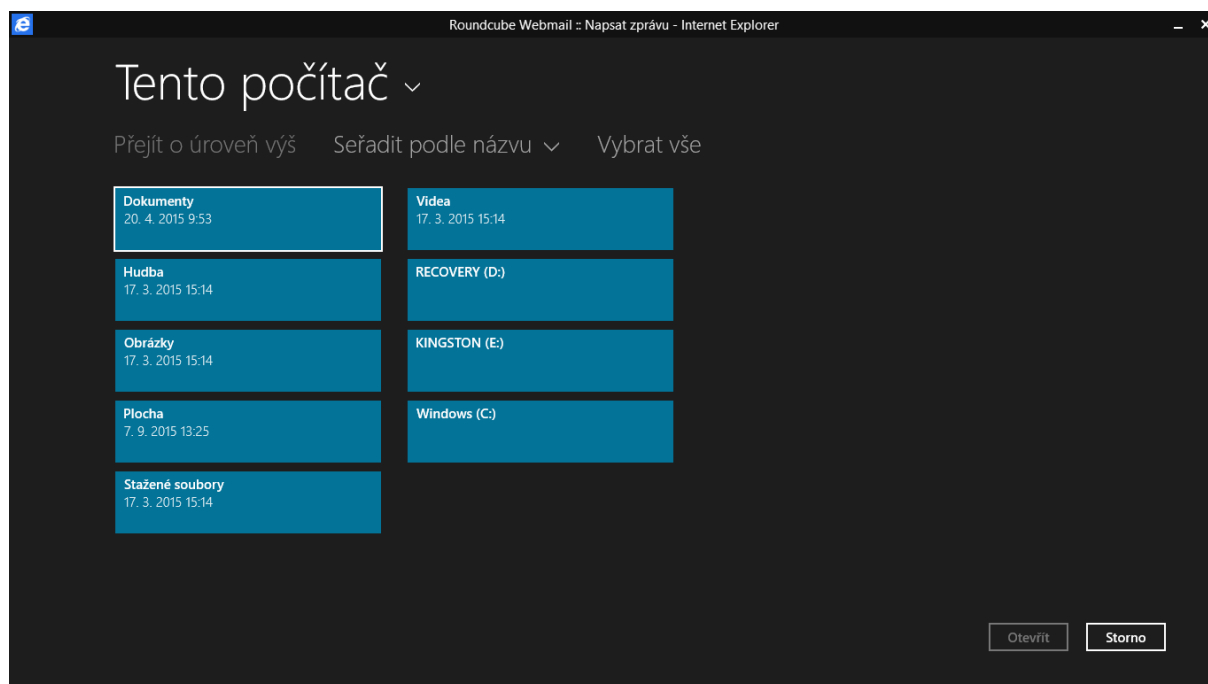 Roundcube Webmail :: Napsat zprávu - Internet Explorer
Tento počítač
Přejít o úroveň výš Seřadit podle názvu Vybrat vše
Dokumenty
20. 4. 2015 9:53
Hudba
17. 3. 2015 15:14
Obrázky
17. 3. 2015 15:14
Plocha
7. 9. 2015 13:25
Stažené soubory
17. 3. 2015 15:14
Videa
17. 3. 2015 15:14
RECOVERY (D:)
KINGSTON (E:)
Windows (C:)
Otevřít Storno